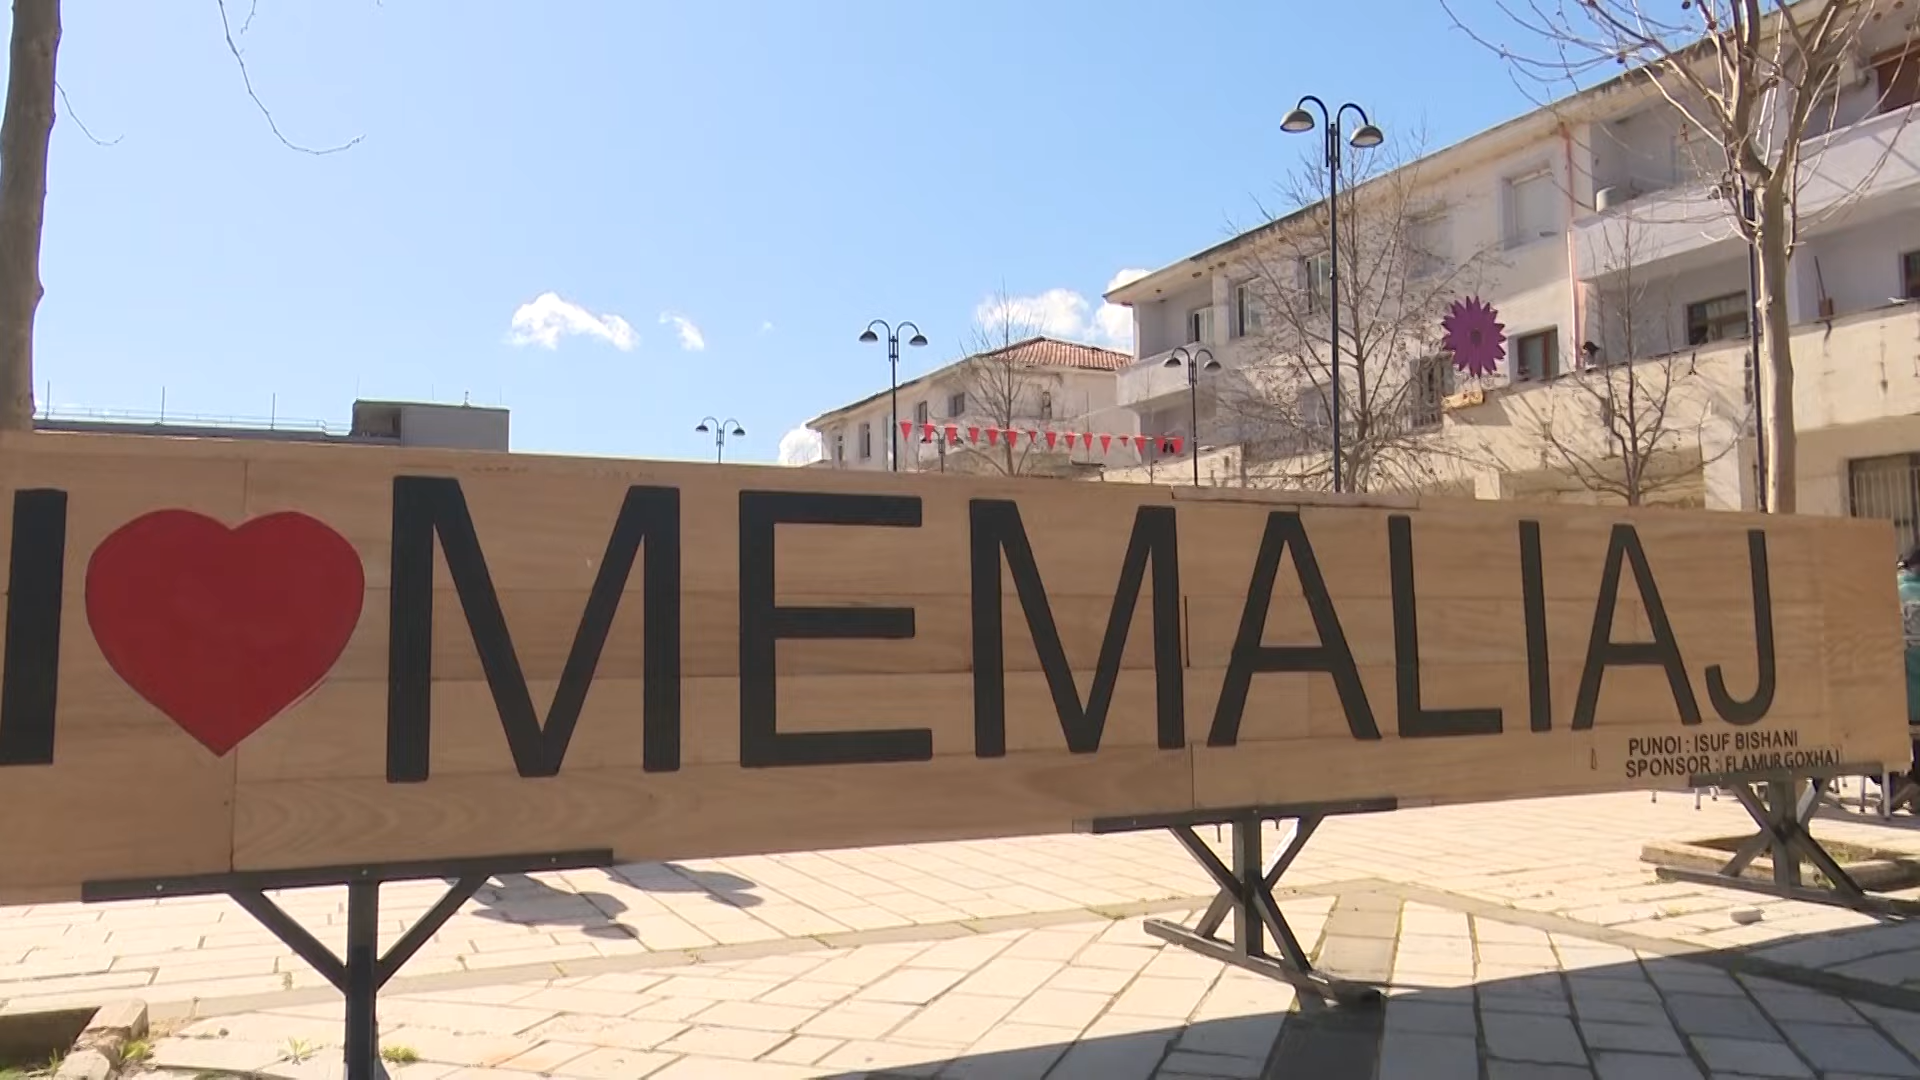 I ❤ MEMALIAJ
PUNOI : ISUF BISHANI
SPONSOR : FLAMUR GOXHAJ